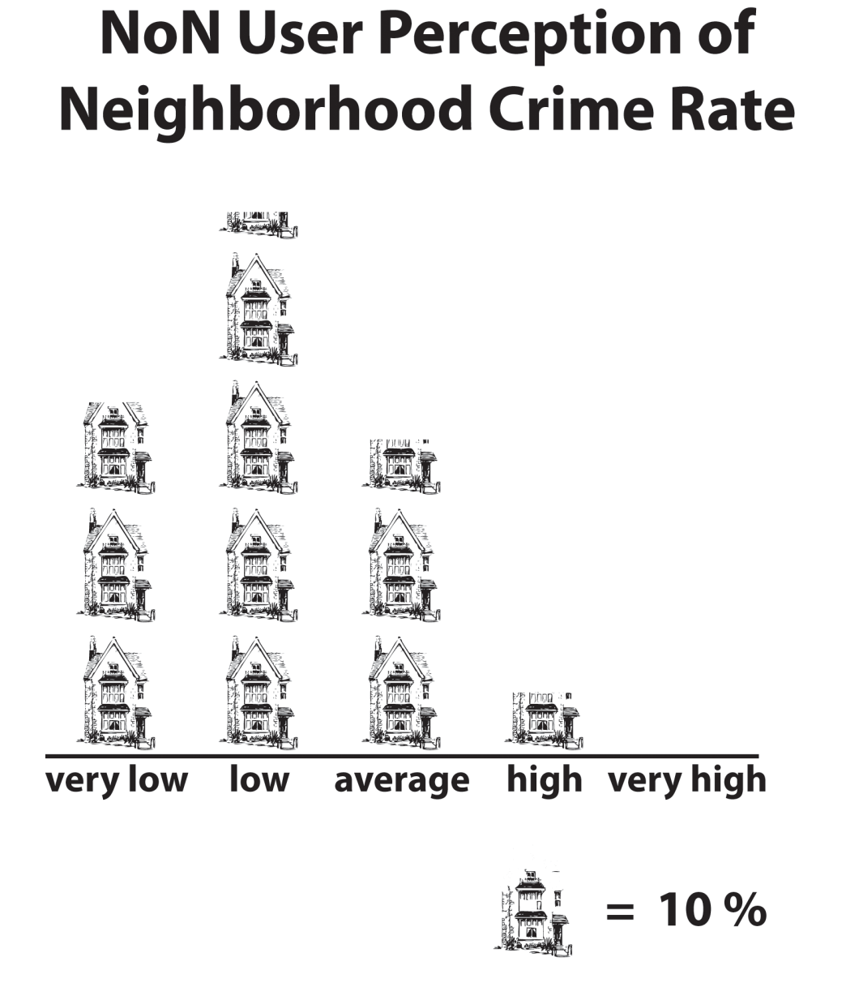 NoN User Perception of
Neighborhood Crime Rate
very low low average high very high
= 10 %